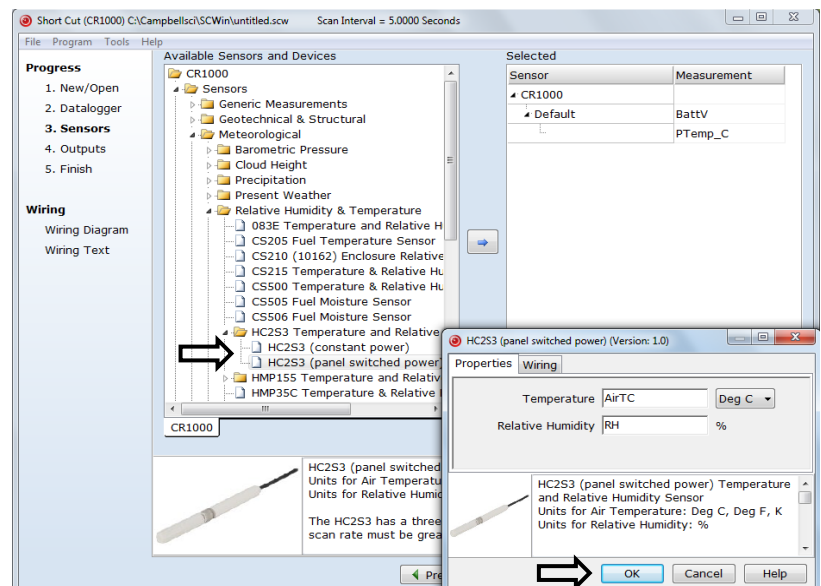 Short Cut (CR1000) C:\Campbellsci\SCWin\untitled.scw Scan Interval = 5.0000 Seconds
File Program Tools Help
Progress
1. New/Open
2. Datalogger
3. Sensors
4. Outputs
5. Finish
Wiring
Wiring Diagram
Wiring Text
Available Sensors and Devices
CR1000
Sensors
Generic Measurements
Geotechnical & Structural
Meteorological
Barometric Pressure
Cloud Height
Precipitation
Present Weather
Relative Humidity & Temperature
083E Temperature and Relative H
CS205 Fuel Temperature Sensor
CS210 (10162) Enclosure Relative
CS215 Temperature & Relative Hu
CS500 Temperature & Relative Hu
CS505 Fuel Moisture Sensor
CS506 Fuel Moisture Sensor
HC2S3 Temperature and Relative
HC2S3 (constant power)
HC2S3 (panel switched power)
HMP155 Temperature and Relativ
HMP35C Temperature & Relative
CR1000
Selected
Sensor Measurement
CR1000
Default BattV
PTemp_C
HC2S3 (panel switched
Units for Air Temperatu
Units for Relative Humid
The HC2S3 has a three
scan rate must be grea
Pre
HC2S3 (panel switched power) (Version: 1.0)
Properties Wiring
Temperature AirTC Deg C
Relative Humidity RH %
HC2S3 (panel switched power) Temperature
and Relative Humidity Sensor
Units for Air Temperature: Deg C, Deg F, K
Units for Relative Humidity: %
OK Cancel Help